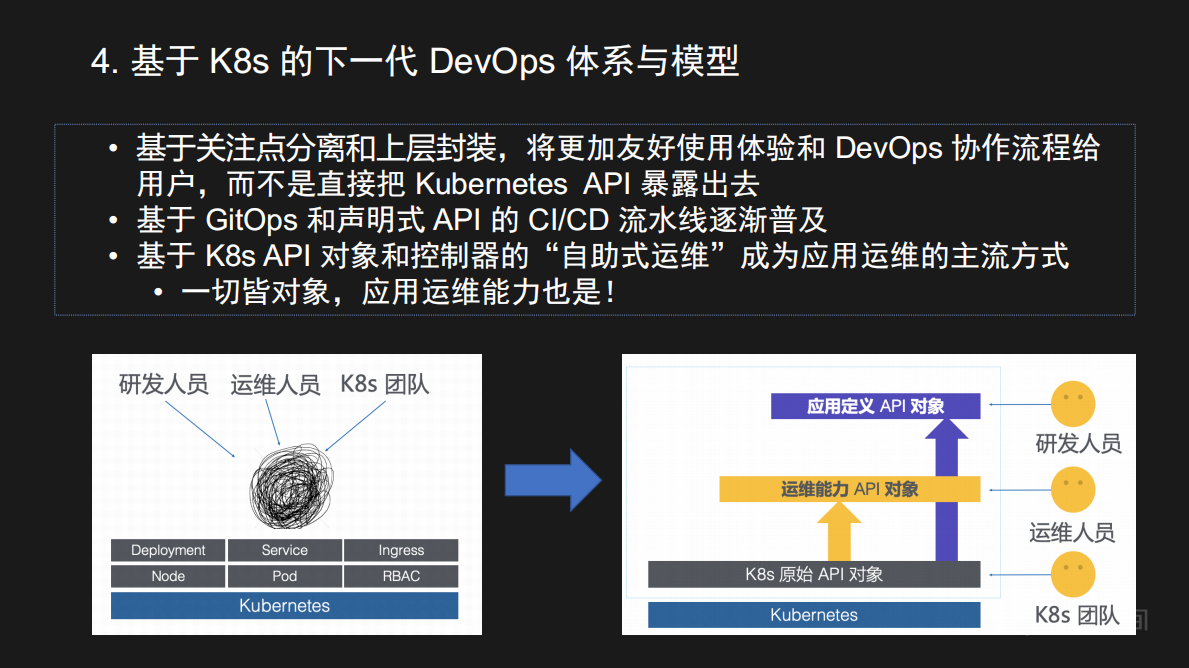 4. 基于 K8s 的下一代 DevOps 体系与模型
• 基于关注点分离和上层封装，将更加友好使用体验和 DevOps 协作流程给
用户，而不是直接把 Kubernetes API 暴露出去
• 基于 GitOps 和声明式 API 的 CI/CD 流水线逐渐普及
• 基于 K8s API 对象和控制器的“自助式运维”成为应用运维的主流方式
• 一切皆对象，应用运维能力也是！
研发人员 运维人员 K8s 团队
Deployment Service Ingress
Node Pod RBAC
Kubernetes
应用定义 API 对象
研发人员
运维能力 API 对象
运维人员
K8s 原始 API 对象
K8s 团队
Kubernetes